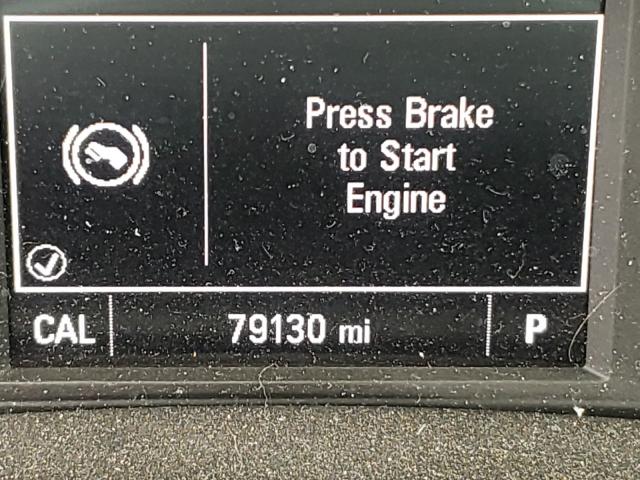 Press Brake
to Start
Engine
CAL 79130 mi P